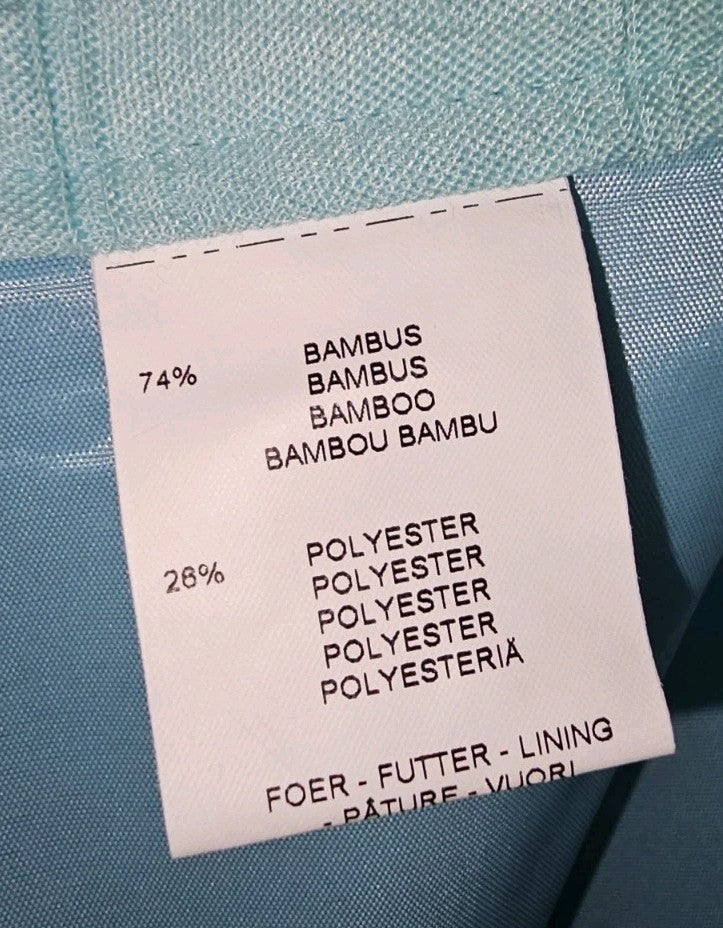 74%
BAMBUS
BAMBUS
BAMBOO
BAMBOU BAMBU
26%
POLYESTER
POLYESTER
POLYESTER
POLYESTER
POLYESTERIÄ
FOER - FUTTER - LINING
- PÂTURE - VUORI